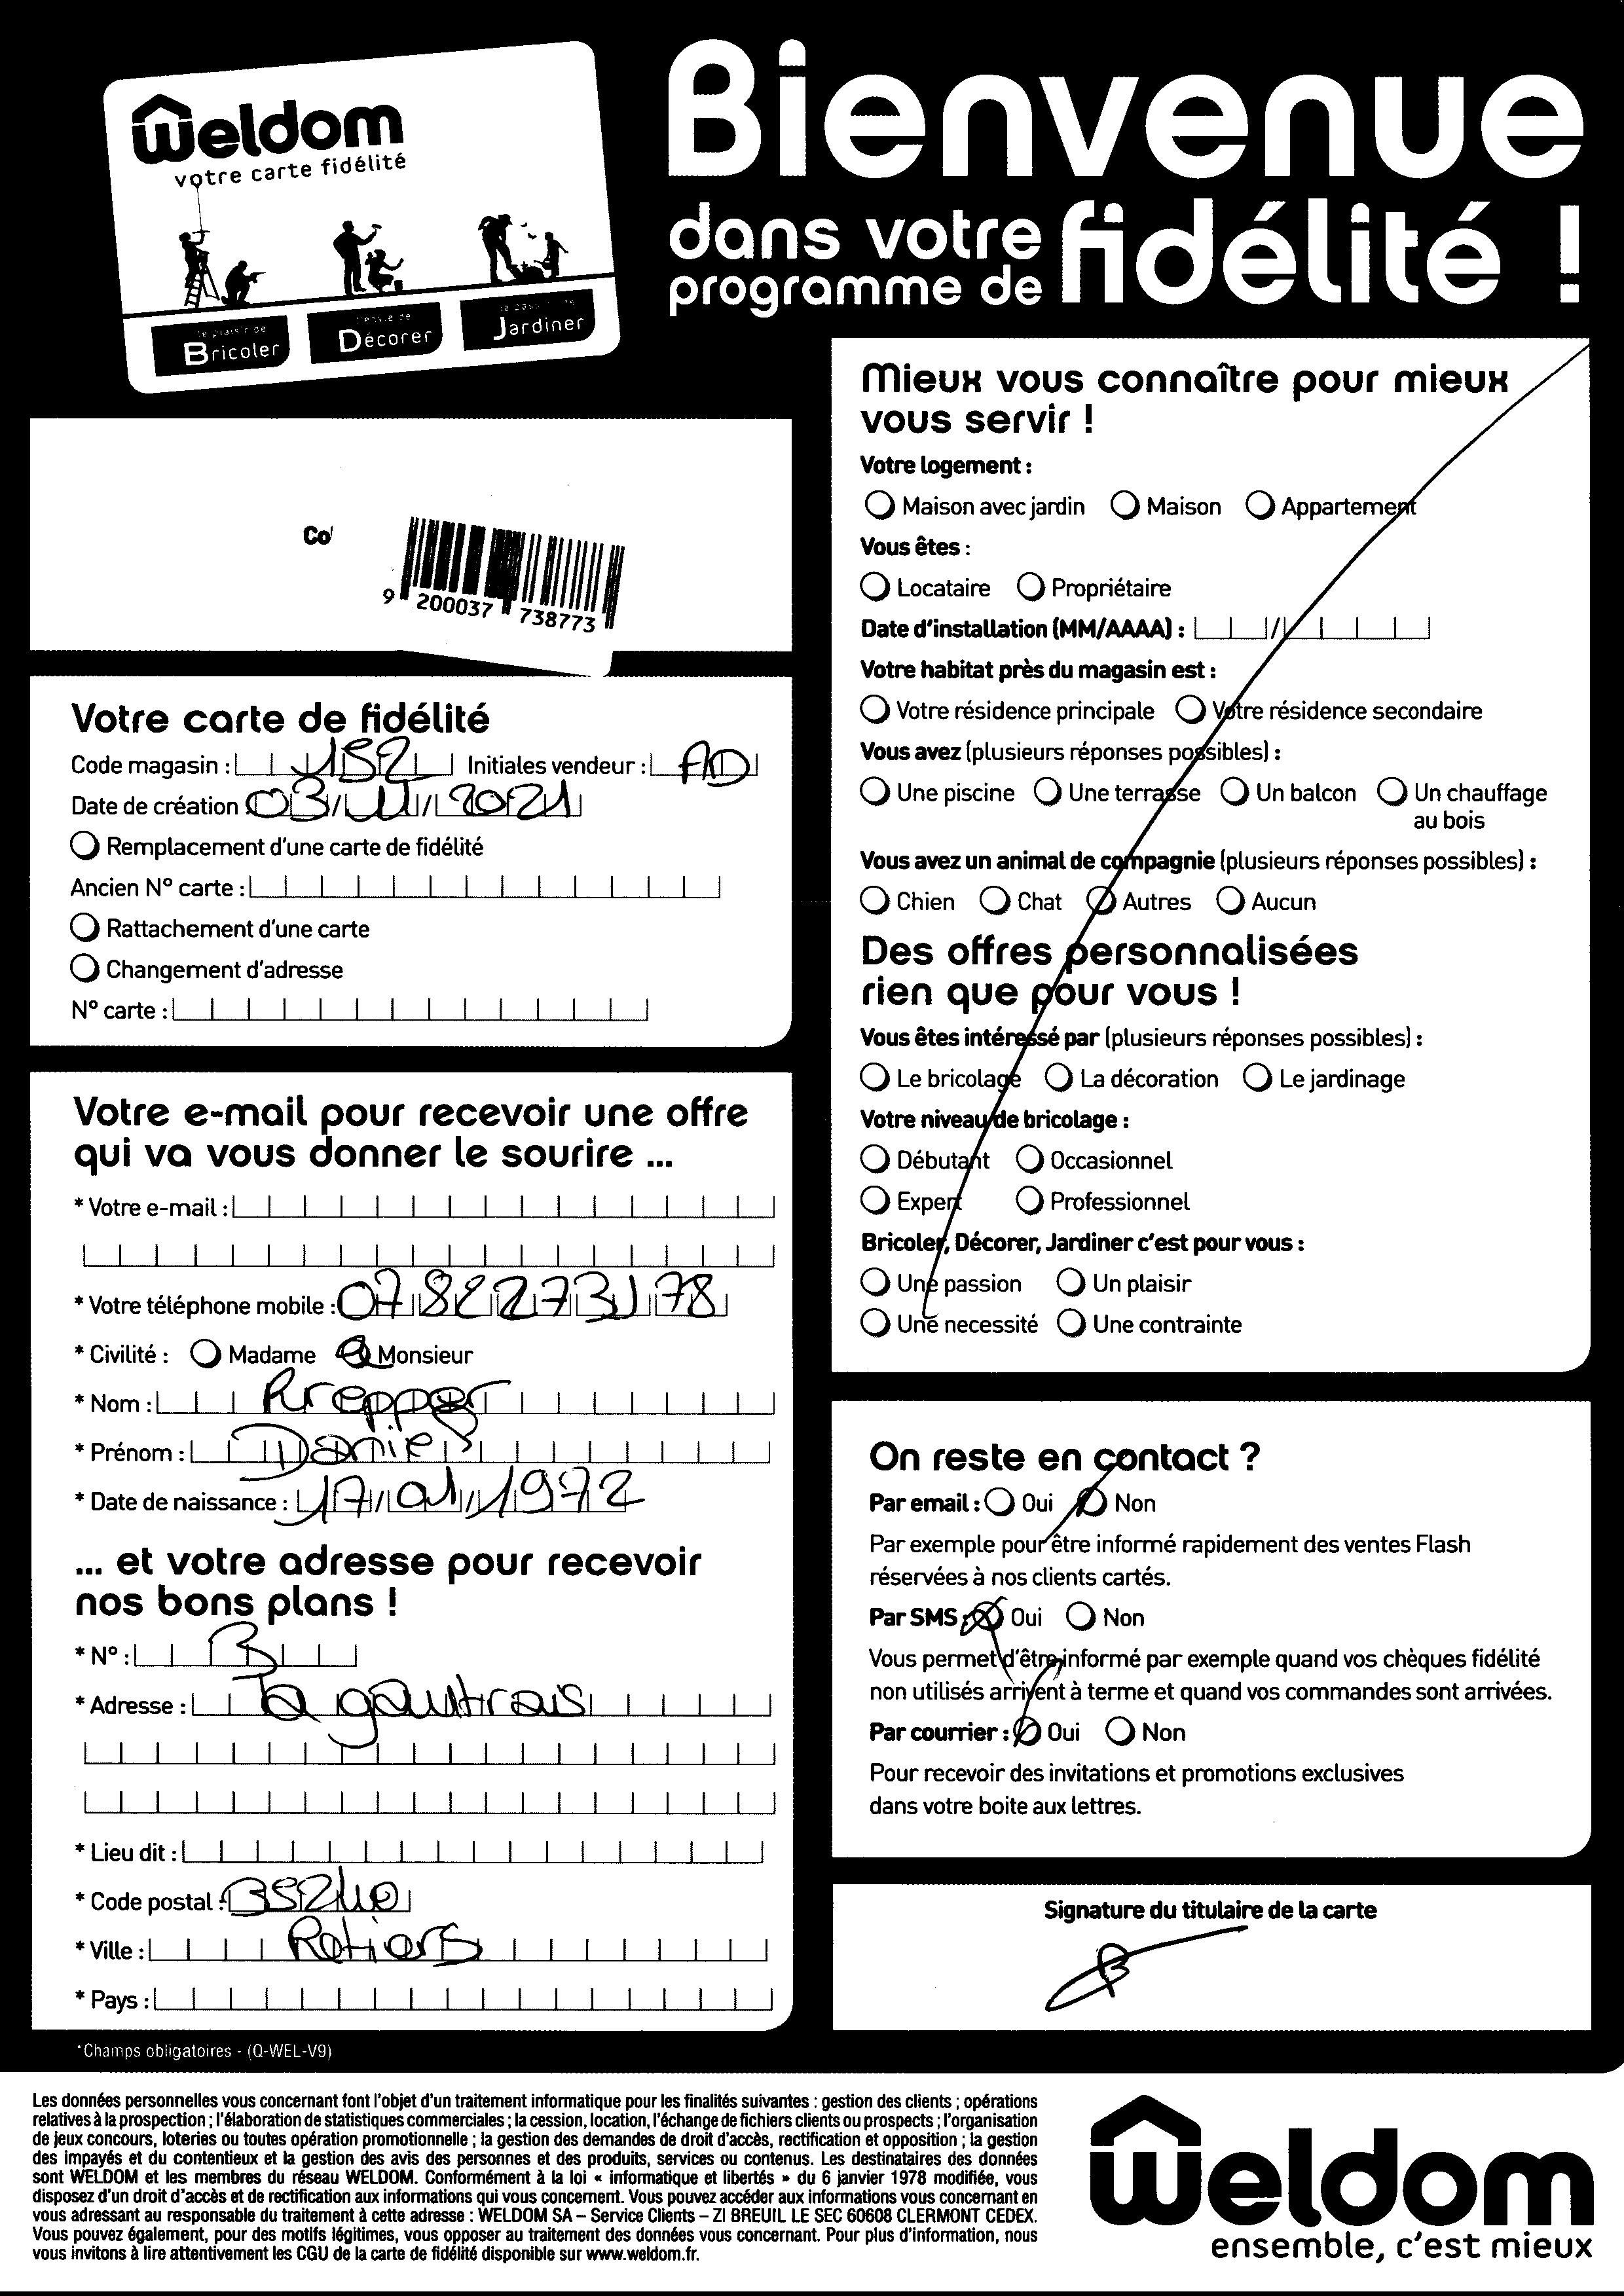 Weldom
votre carte fidélité
le plaisir de
Bricoler
l'envie de
Décorer
Jardiner
Bienvenue
dans votre
programme de fidélité !
Co
9 200037 738773
Votre carte de fidélité
Code magasin : 152 Initiales vendeur : AD
Date de création : 03/11/2021
Remplacement d'une carte de fidélité
Ancien N° carte :
Rattachement d'une carte
Changement d'adresse
N° carte :
Votre e-mail pour recevoir une offre
qui va vous donner le sourire ...
* Votre e-mail :
* Votre téléphone mobile : 0782273178
* Civilité : Madame Monsieur
* Nom : Krepper
* Prénom : Daniel
* Date de naissance : 17/01/1972
... et votre adresse pour recevoir
nos bons plans !
* N° : B
* Adresse : la gaultrais
* Lieu dit :
* Code postal : 35240
* Ville : Retiers
* Pays :
*Champs obligatoires - (Q-WEL-V9)
Mieux vous connaître pour mieux
vous servir !
Votre logement :
Maison avec jardin Maison Appartement
Vous êtes :
Locataire Propriétaire
Date d'installation (MM/AAAA) : /
Votre habitat près du magasin est :
Votre résidence principale Votre résidence secondaire
Vous avez (plusieurs réponses possibles) :
Une piscine Une terrasse Un balcon Un chauffage
au bois
Vous avez un animal de compagnie (plusieurs réponses possibles) :
Chien Chat Autres Aucun
Des offres personnalisées
rien que pour vous !
Vous êtes intéressé par (plusieurs réponses possibles) :
Le bricolage La décoration Le jardinage
Votre niveau de bricolage :
Débutant Occasionnel
Expert Professionnel
Bricoler, Décorer, Jardiner c'est pour vous :
Une passion Un plaisir
Une necessité Une contrainte
On reste en contact ?
Par email : Oui Non
Par exemple pour être informé rapidement des ventes Flash
réservées à nos clients cartés.
Par SMS : Oui Non
Vous permet d'être informé par exemple quand vos chèques fidélité
non utilisés arrivent à terme et quand vos commandes sont arrivées.
Par courrier : Oui Non
Pour recevoir des invitations et promotions exclusives
dans votre boite aux lettres.
Signature du titulaire de la carte
Les données personnelles vous concernant font l'objet d'un traitement informatique pour les finalités suivantes : gestion des clients ; opérations
relatives à la prospection ; l'élaboration de statistiques commerciales ; la cession, location, l'échange de fichiers clients ou prospects ; l'organisation
de jeux concours, loteries ou toutes opération promotionnelle ; la gestion des demandes de droit d'accès, rectification et opposition ; la gestion
des impayés et du contentieux et la gestion des avis des personnes et des produits, services ou contenus. Les destinataires des données
sont WELDOM et les membres du réseau WELDOM. Conformément à la loi « informatique et libertés » du 6 janvier 1978 modifiée, vous
disposez d'un droit d'accès et de rectification aux informations qui vous concernent. Vous pouvez accéder aux informations vous concernant en
vous adressant au responsable du traitement à cette adresse : WELDOM SA – Service Clients – ZI BREUIL LE SEC 60608 CLERMONT CEDEX.
Vous pouvez également, pour des motifs légitimes, vous opposer au traitement des données vous concernant. Pour plus d'information, nous
vous invitons à lire attentivement les CGU de la carte de fidélité disponible sur www.weldom.fr.
Weldom
ensemble, c'est mieux